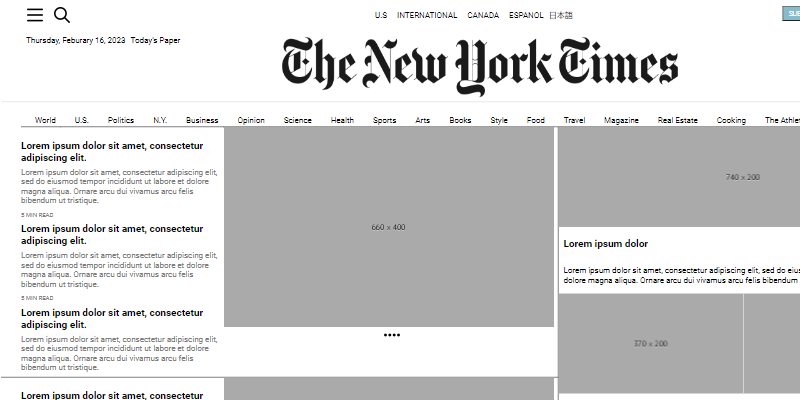 U.S INTERNATIONAL CANADA ESPANOL 日本語
Thursday, Feburary 16, 2023 Today's Paper
The New York Times
World U.S. Politics N.Y. Business Opinion Science Health Sports Arts Books Style Food Travel Magazine Real Estate Cooking The
Lorem ipsum dolor sit amet, consectetur
adipiscing elit.
Lorem ipsum dolor sit amet, consectetur adipiscing elit,
sed do eiusmod tempor incididunt ut labore et dolore
magna aliqua. Ornare arcu dui vivamus arcu felis
bibendum ut tristique.
5 MIN READ
Lorem ipsum dolor sit amet, consectetur
adipiscing elit.
Lorem ipsum dolor sit amet, consectetur adipiscing elit,
sed do eiusmod tempor incididunt ut labore et dolore
magna aliqua. Ornare arcu dui vivamus arcu felis
bibendum ut tristique.
5 MIN READ
Lorem ipsum dolor sit amet, consectetur
adipiscing elit.
Lorem ipsum dolor sit amet, consectetur adipiscing elit,
sed do eiusmod tempor incididunt ut labore et dolore
magna aliqua. Ornare arcu dui vivamus arcu felis
bibendum ut tristique.
Lorem ipsum dolor sit amet, consectetur
660 x 400
740 x 200
Lorem ipsum dolor
Lorem ipsum dolor sit amet, consectetur adipiscing elit, sed do
dolore magna aliqua. Ornare arcu dui vivamus arcu felis bibendum
370 x 200